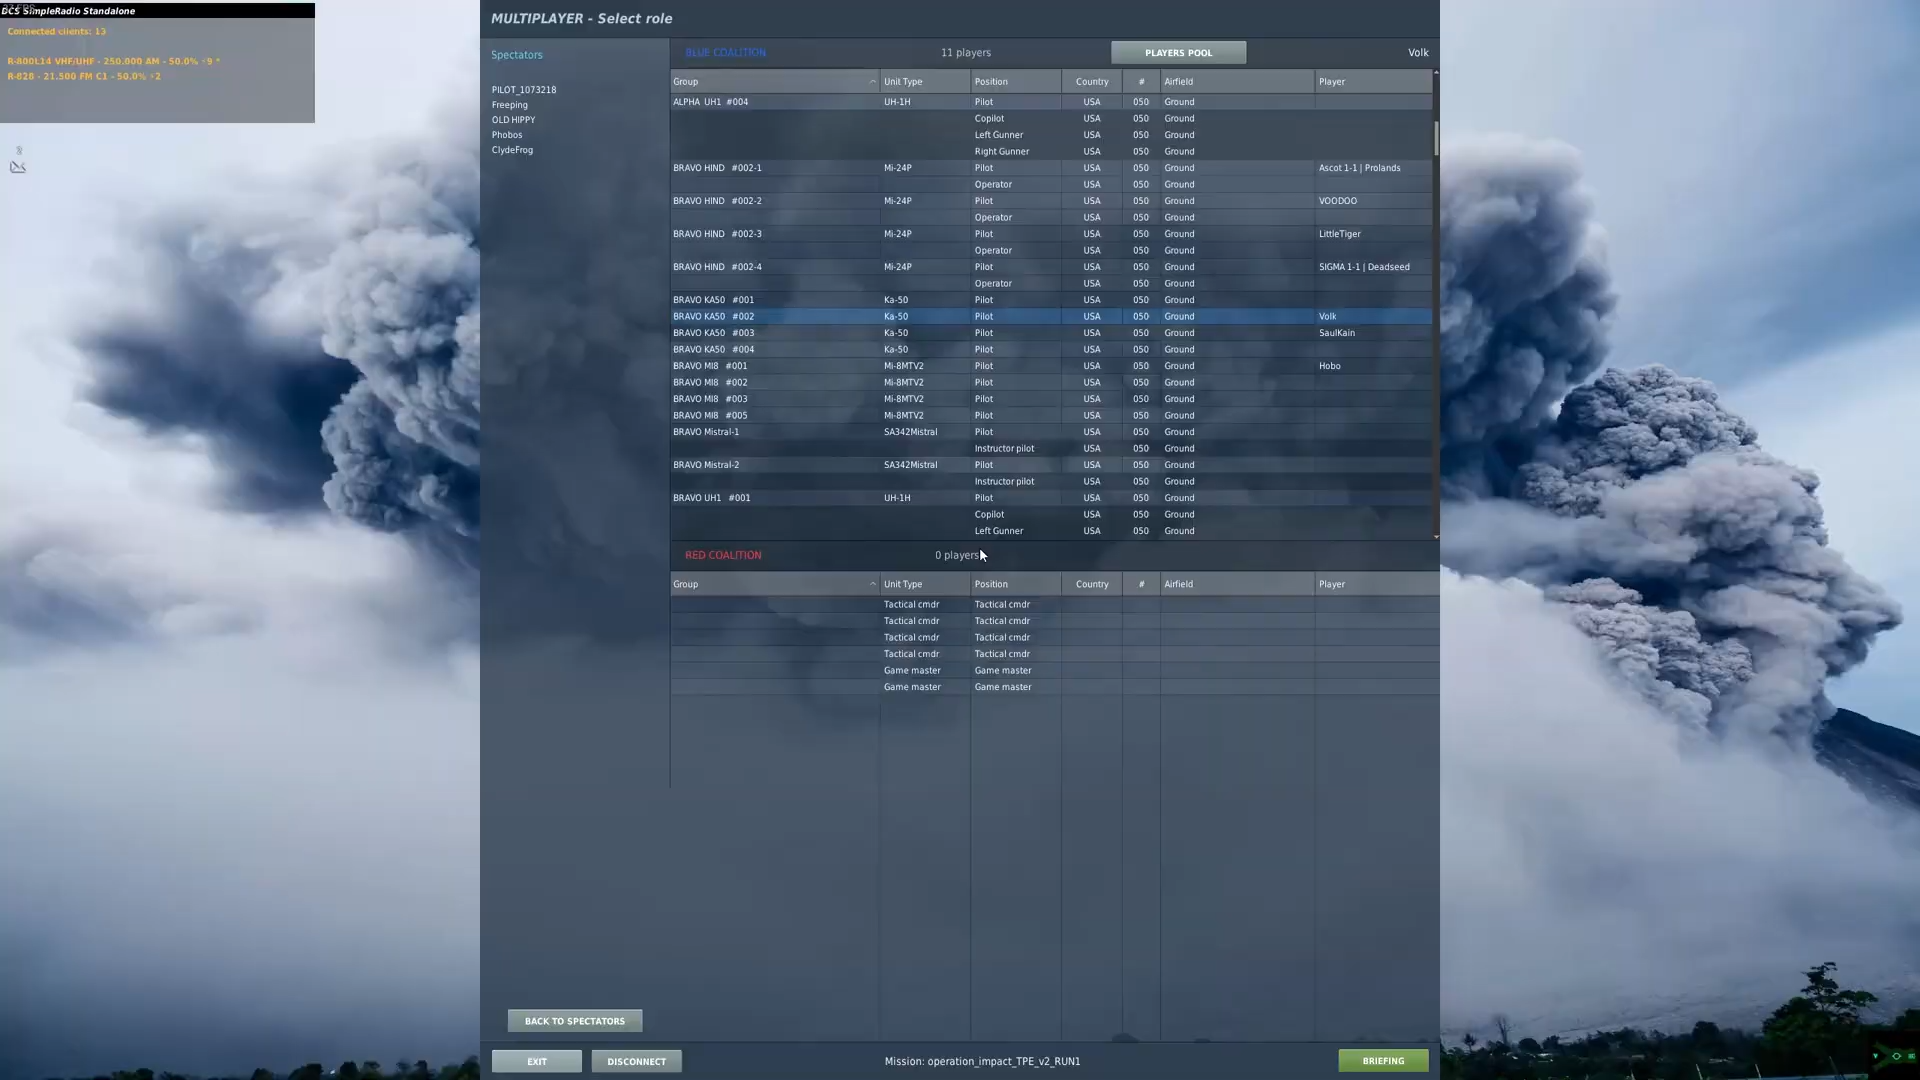 DCS SimpleRadio Standalone
Connected clients: 13
R-800L14 VHF/UHF - 250.000 AM - 50.0%
R-828 - 21.500 FM C1 - 50.0%
MULTIPLAYER - Select role
Spectators
PILOT_1073218
Freeping
OLD HIPPY
Phobos
ClydeFrog
BLUE COALITION 11 players PLAYERS POOL Volk
Group Unit Type Position Country # Airfield Player
ALPHA UH1 #004 UH-1H Pilot USA 050 Ground
Copilot USA 050 Ground
Left Gunner USA 050 Ground
Right Gunner USA 050 Ground
BRAVO HIND #002-1 Mi-24P Pilot USA 050 Ground Ascot 1-1 | Prolands
Operator USA 050 Ground
BRAVO HIND #002-2 Mi-24P Pilot USA 050 Ground VOODOO
Operator USA 050 Ground
BRAVO HIND #002-3 Mi-24P Pilot USA 050 Ground LittleTiger
Operator USA 050 Ground
BRAVO HIND #002-4 Mi-24P Pilot USA 050 Ground SIGMA 1-1 | Deadseed
Operator USA 050 Ground
BRAVO KA50 #001 Ka-50 Pilot USA 050 Ground
BRAVO KA50 #002 Ka-50 Pilot USA 050 Ground Volk
BRAVO KA50 #003 Ka-50 Pilot USA 050 Ground SaulKain
BRAVO KA50 #004 Ka-50 Pilot USA 050 Ground
BRAVO MI8 #001 Mi-8MTV2 Pilot USA 050 Ground Hobo
BRAVO MI8 #002 Mi-8MTV2 Pilot USA 050 Ground
BRAVO MI8 #003 Mi-8MTV2 Pilot USA 050 Ground
BRAVO MI8 #005 Mi-8MTV2 Pilot USA 050 Ground
BRAVO Mistral-1 SA342Mistral Pilot USA 050 Ground
Instructor pilot USA 050 Ground
BRAVO Mistral-2 SA342Mistral Pilot USA 050 Ground
Instructor pilot USA 050 Ground
BRAVO UH1 #001 UH-1H Pilot USA 050 Ground
Copilot USA 050 Ground
Left Gunner USA 050 Ground
RED COALITION 0 players
Group Unit Type Position Country # Airfield Player
Tactical cmdr Tactical cmdr
Tactical cmdr Tactical cmdr
Tactical cmdr Tactical cmdr
Tactical cmdr Tactical cmdr
Game master Game master
Game master Game master
BACK TO SPECTATORS
EXIT DISCONNECT Mission: operation_impact_TPE_v2_RUN1 BRIEFING